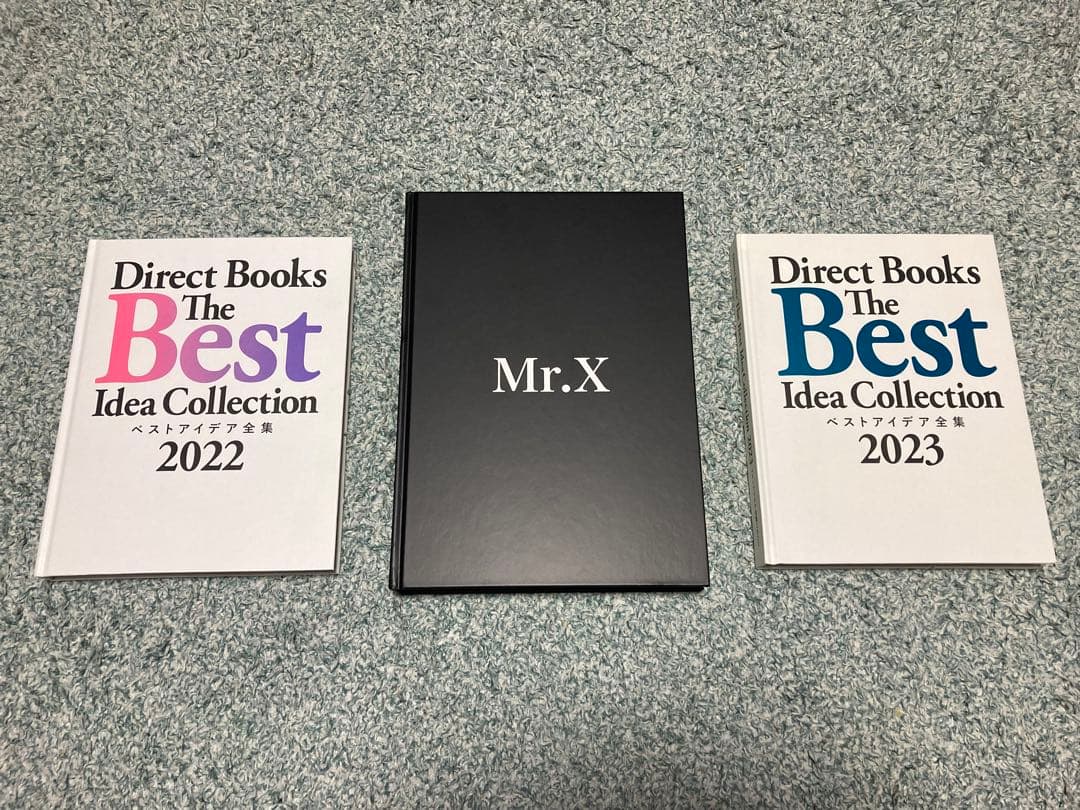 Direct Books
The
Best
Idea Collection
ベストアイデア全集
2022
Mr.X
Direct Books
The
Best
Idea Collection
ベストアイデア全集
2023